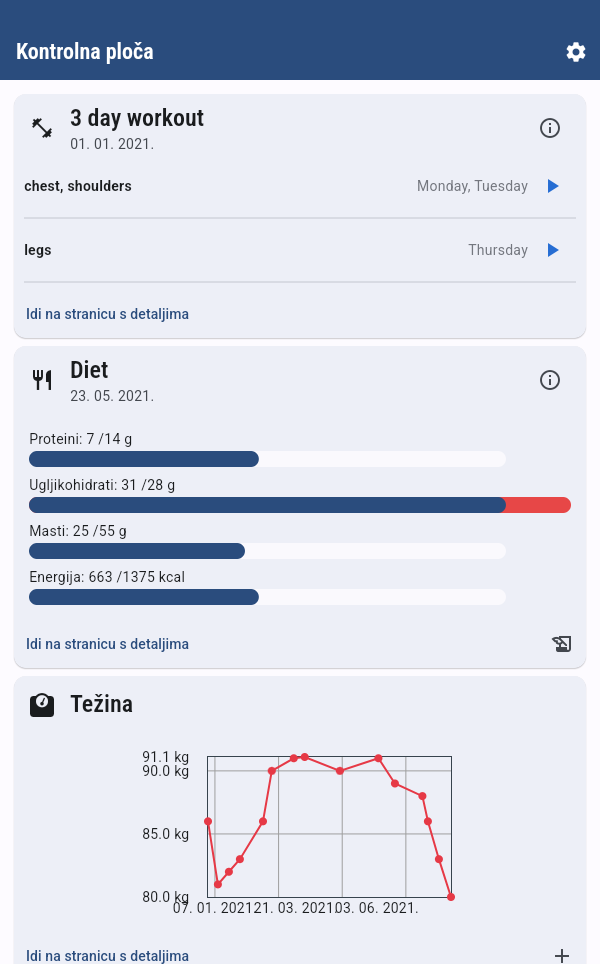 Kontrolna ploča
3 day workout
01. 01. 2021.
chest, shoulders Monday, Tuesday
legs Thursday
Idi na stranicu s detaljima
Diet
23. 05. 2021.
Proteini: 7 /14 g
Ugljikohidrati: 31 /28 g
Masti: 25 /55 g
Energija: 663 /1375 kcal
Idi na stranicu s detaljima
Težina
91.1 kg
90.0 kg
85.0 kg
80.0 kg
07. 01. 2021. 21. 03. 2021. 03. 06. 2021.
Idi na stranicu s detaljima